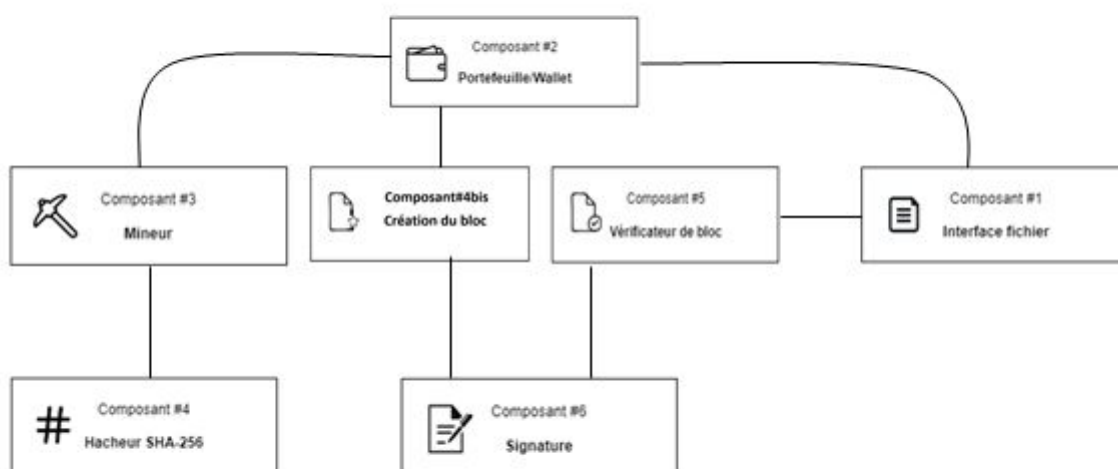 Composant #2
Portefeuille/Wallet
Composant #3
Mineur
Composant#4bis
Création du bloc
Composant #5
Vérificateur de bloc
Composant #1
Interface fichier
#
Composant #4
Hacheur SHA-256
Composant #6
Signature